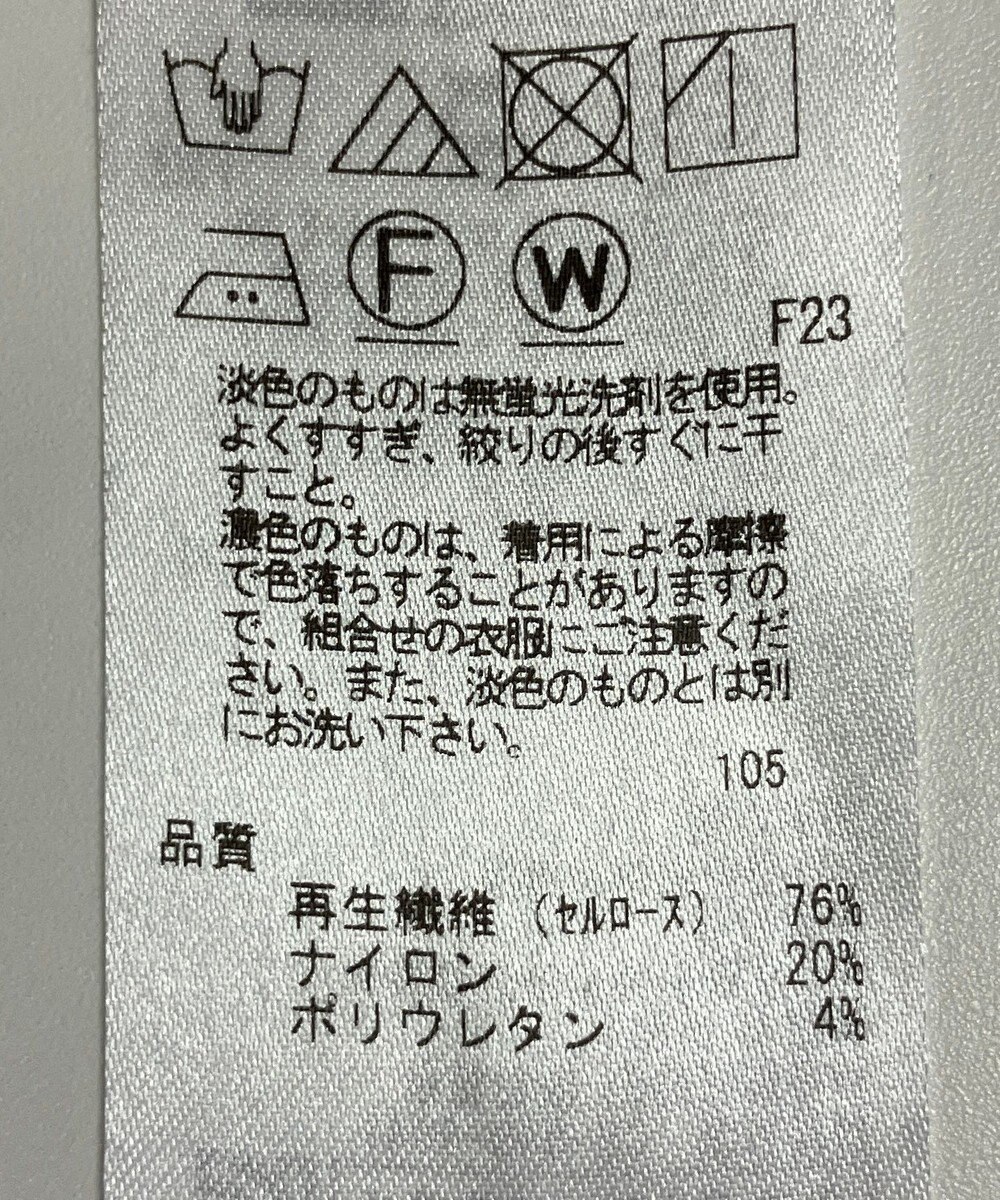 F W
F23
淡色のものは無蛍光洗剤を使用。
よくすすぎ、絞りの後すぐに干
すこと。
濃色のものは、着用による摩擦
で色落ちすることがありますの
で、組合せの衣服にご注意くだ
さい。また、淡色のものとは別
にお洗い下さい。
105
品質
再生繊維（セルロース） 76%
ナイロン 20%
ポリウレタン 4%